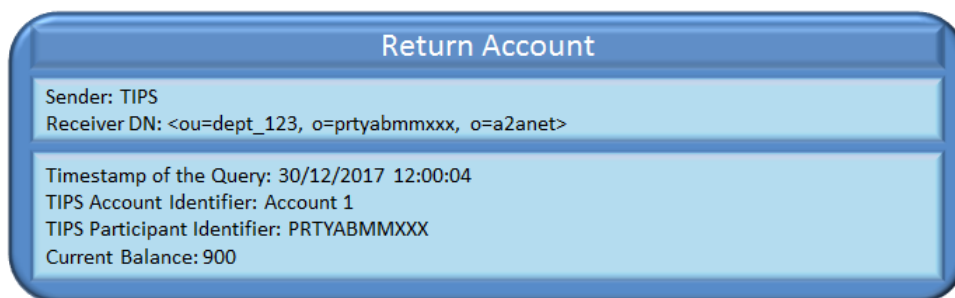 Return Account
Sender: TIPS
Receiver DN: <ou=dept_123, o=prtyabmmxxx, o=a2anet>
Timestamp of the Query: 30/12/2017 12:00:04
TIPS Account Identifier: Account 1
TIPS Participant Identifier: PRTYABMMXXX
Current Balance: 900